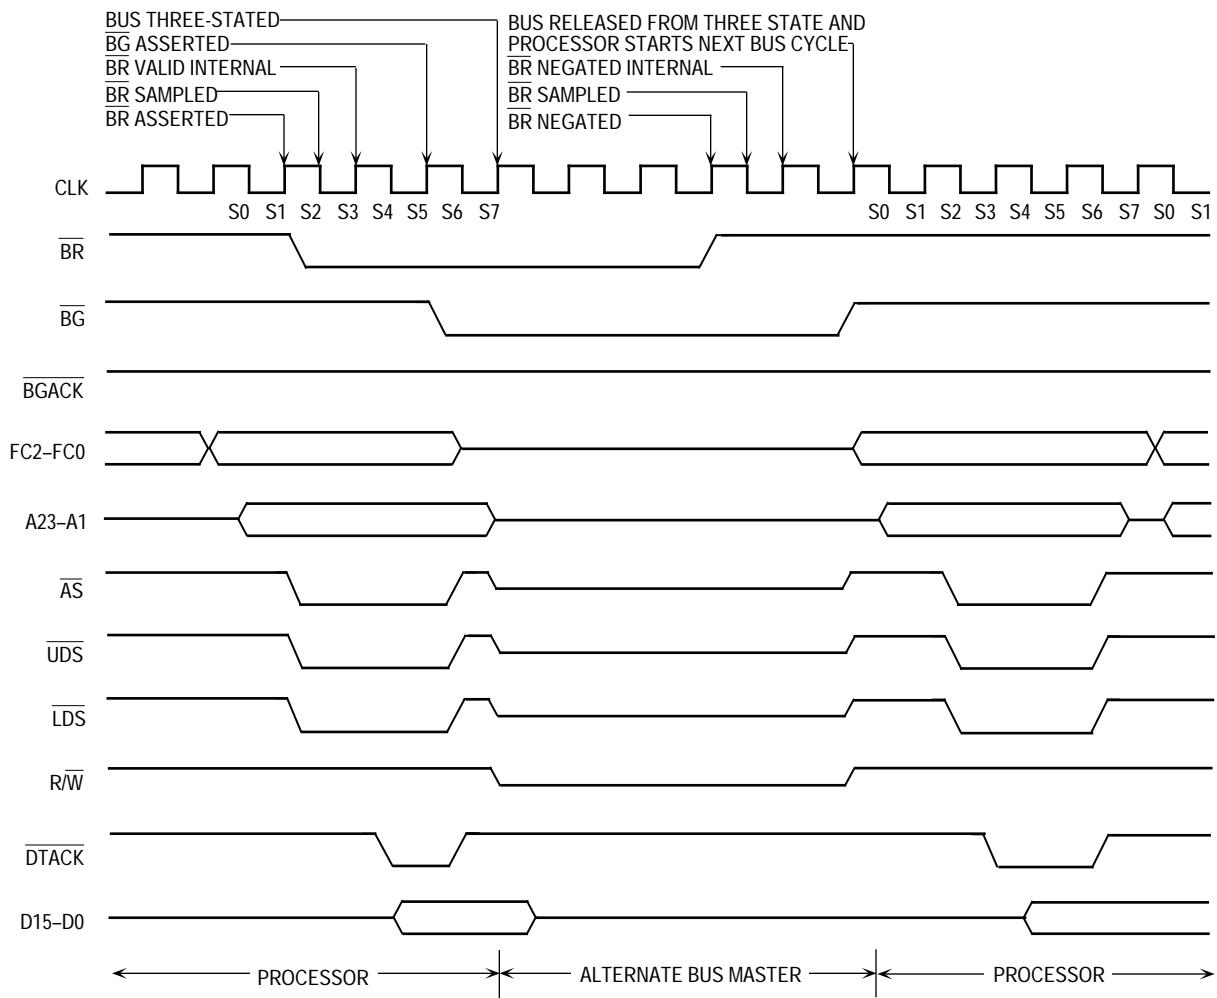 BUS THREE-STATED
BG ASSERTED
BR VALID INTERNAL
BR SAMPLED
BR ASSERTED
BUS RELEASED FROM THREE STATE AND
PROCESSOR STARTS NEXT BUS CYCLE
BR NEGATED INTERNAL
BR SAMPLED
BR NEGATED
CLK
S0 S1 S2 S3 S4 S5 S6 S7 S0 S1 S2 S3 S4 S5 S6 S7 S0 S1
BR
BG
BGACK
FC2–FC0
A23–A1
AS
UDS
LDS
R/W
DTACK
D15–D0
PROCESSOR ALTERNATE BUS MASTER PROCESSOR